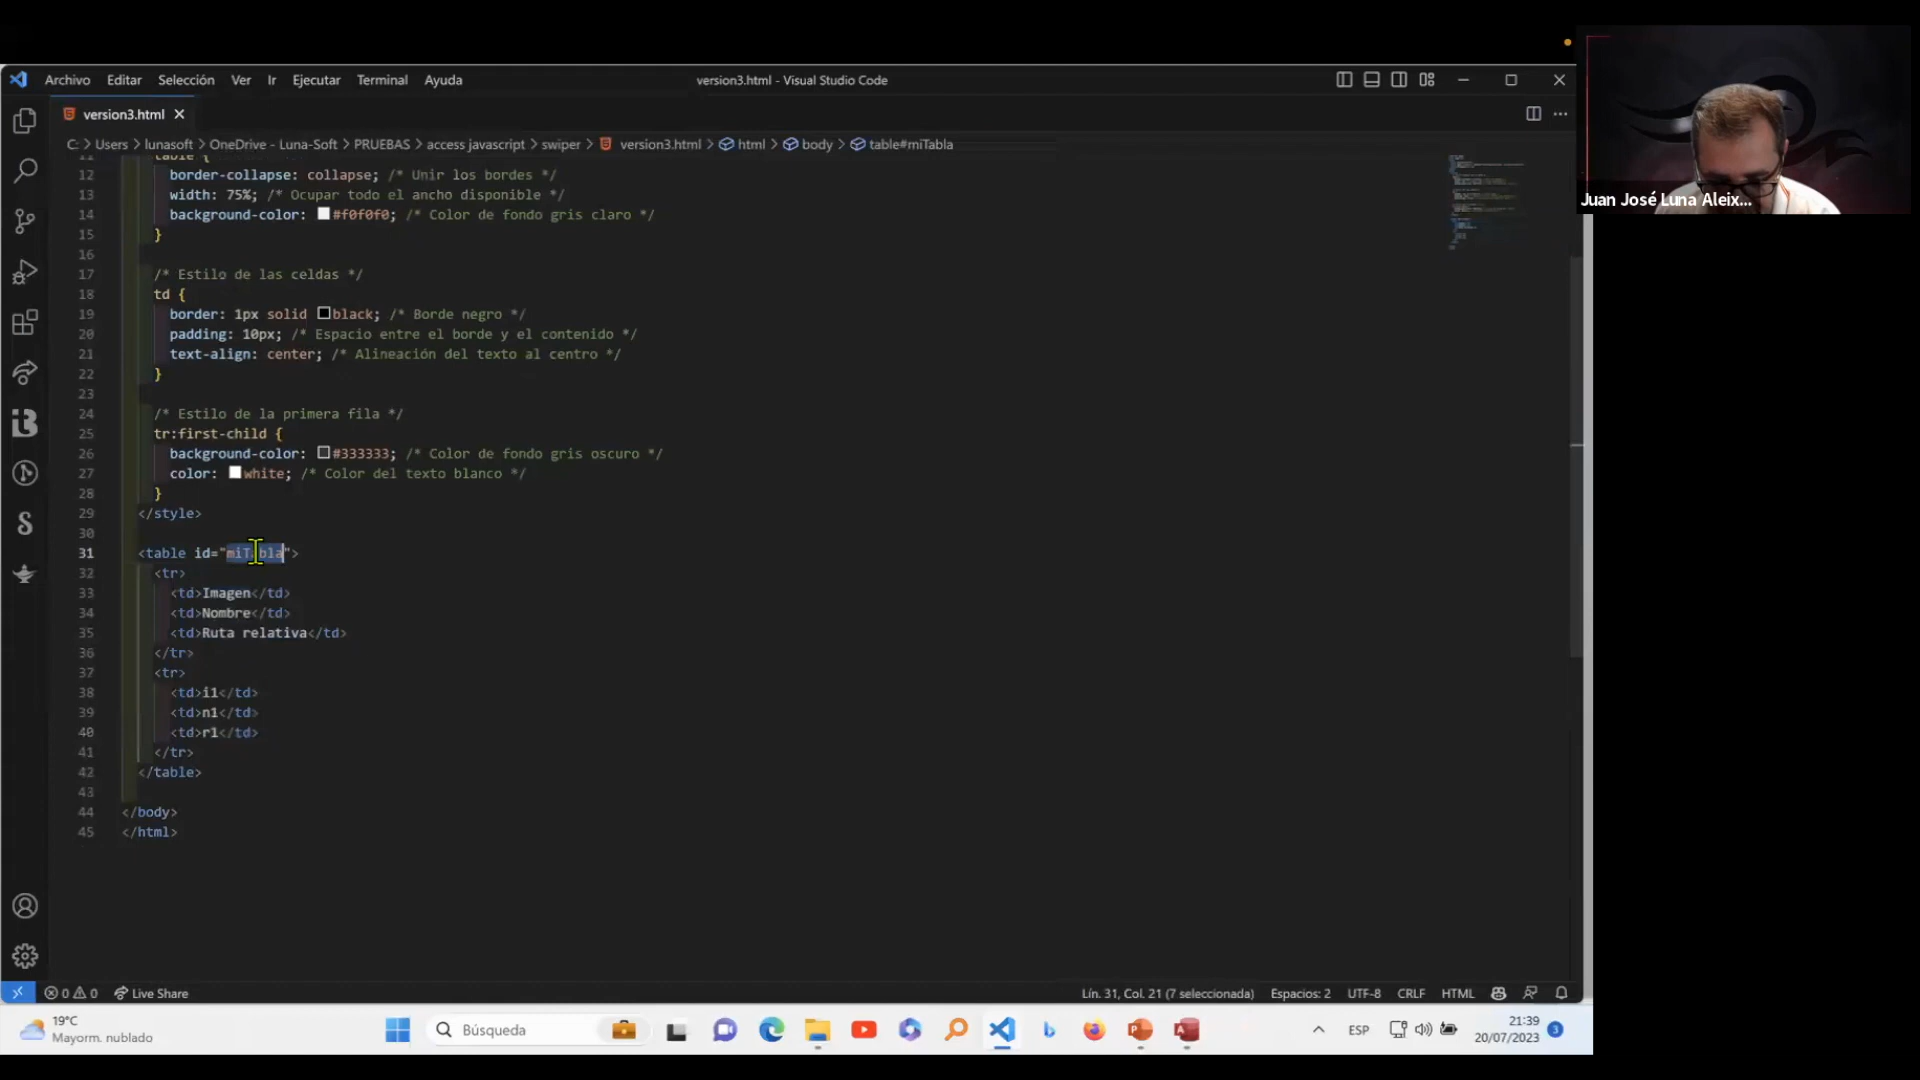 Archivo Editar Selección Ver Ir Ejecutar Terminal Ayuda
version3.html - Visual Studio Code
version3.html
C: > Users > lunasoft > OneDrive - Luna-Soft > PRUEBAS > access javascript > swiper > version3.html > html > body > table#miTabla
11 table {
12 border-collapse: collapse; /* Unir los bordes */
13 width: 75%; /* Ocupar todo el ancho disponible */
14 background-color: #f0f0f0; /* Color de fondo gris claro */
15 }
16
17 /* Estilo de las celdas */
18 td {
19 border: 1px solid black; /* Borde negro */
20 padding: 10px; /* Espacio entre el borde y el contenido */
21 text-align: center; /* Alineación del texto al centro */
22 }
23
24 /* Estilo de la primera fila */
25 tr:first-child {
26 background-color: #333333; /* Color de fondo gris oscuro */
27 color: white; /* Color del texto blanco */
28 }
29 </style>
30
31 <table id="miTabla">
32 <tr>
33 <td>Imagen</td>
34 <td>Nombre</td>
35 <td>Ruta relativa</td>
36 </tr>
37 <tr>
38 <td>i1</td>
39 <td>n1</td>
40 <td>r1</td>
41 </tr>
42 </table>
43
44 </body>
45 </html>
0 0 Live Share
Lín. 31, Col. 21 (7 seleccionada) Espacios: 2 UTF-8 CRLF HTML
19°C
Mayorm. nublado
Búsqueda
ESP
21:39
20/07/2023
3
Juan José Luna Aleix...